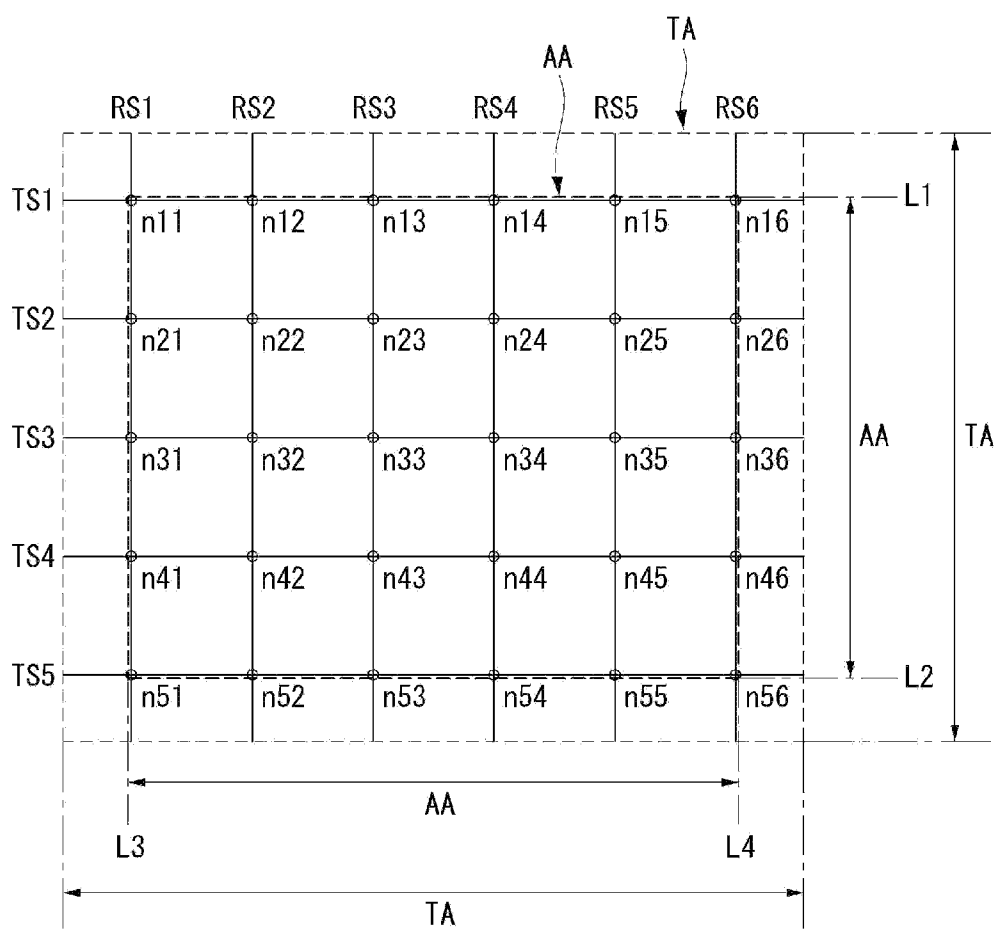 TA
AA
RS1 RS2 RS3 RS4 RS5 RS6
TS1 L1
n11 n12 n13 n14 n15 n16
TS2
n21 n22 n23 n24 n25 n26
TS3 AA TA
n31 n32 n33 n34 n35 n36
TS4
n41 n42 n43 n44 n45 n46
TS5 L2
n51 n52 n53 n54 n55 n56
AA
L3 L4
TA